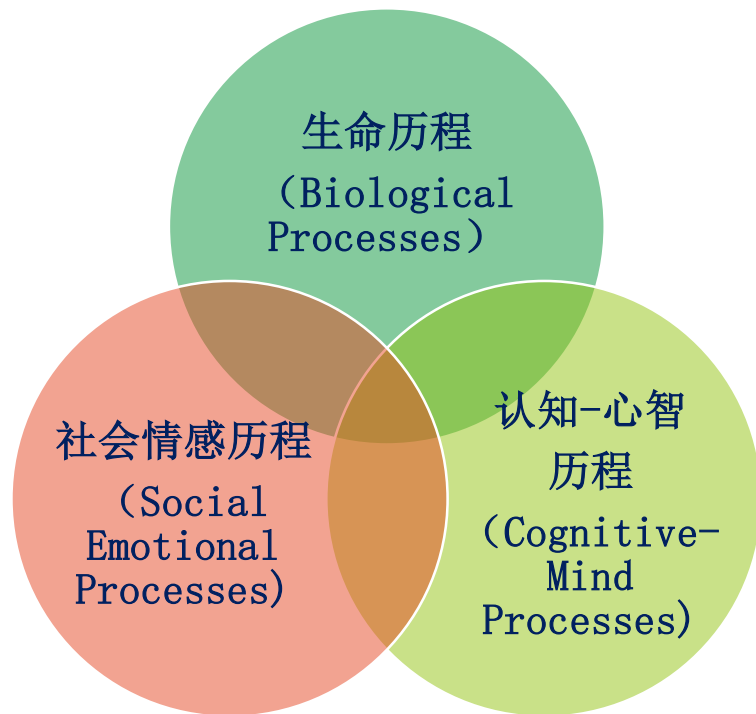 生命历程
（Biological
Processes）
社会情感历程
（Social
Emotional
Processes)
认知-心智
历程
（Cognitive-
Mind
Processes)